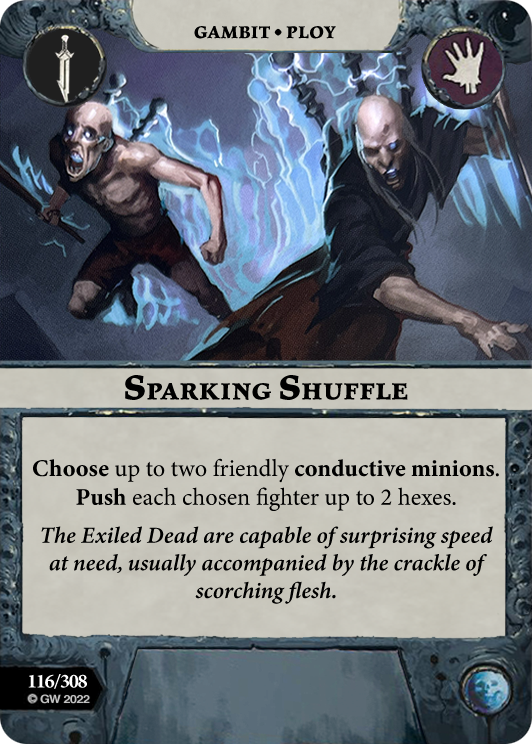 GAMBIT • PLOY
SPARKING SHUFFLE
Choose up to two friendly conductive minions.
Push each chosen fighter up to 2 hexes.
The Exiled Dead are capable of surprising speed
at need, usually accompanied by the crackle of
scorching flesh.
116/308
© GW 2022